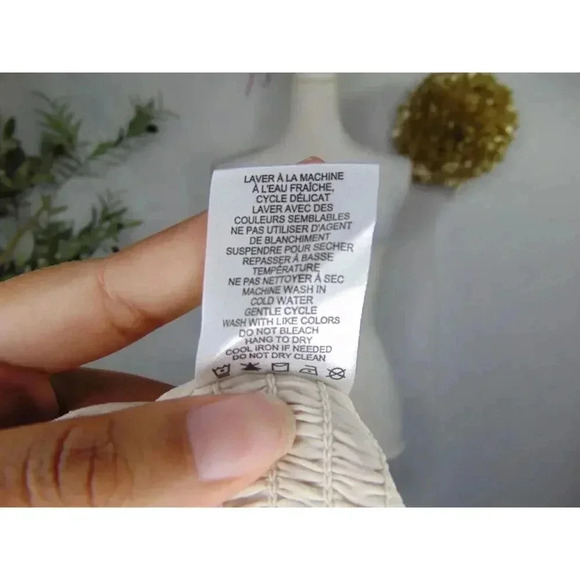 LAVER À LA MACHINE
À L'EAU FRAÎCHE,
CYCLE DÉLICAT
LAVER AVEC DES
COULEURS SEMBLABLES
NE PAS UTILISER D'AGENT
DE BLANCHIMENT
SUSPENDRE POUR SÉCHER
REPASSER À BASSE
TEMPÉRATURE
NE PAS NETTOYER À SEC
MACHINE WASH IN
COLD WATER
GENTLE CYCLE
WASH WITH LIKE COLORS
DO NOT BLEACH
HANG TO DRY
COOL IRON IF NEEDED
DO NOT DRY CLEAN